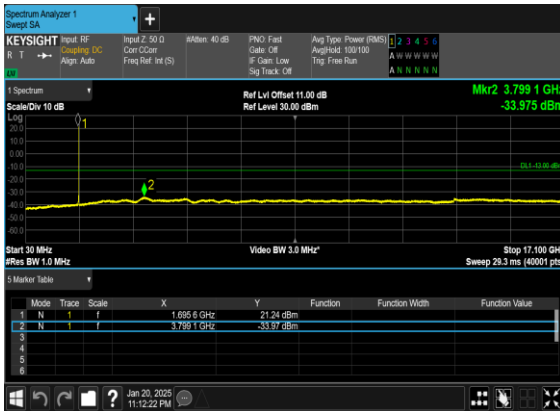 Spectrum Analyzer 1
Swept SA
+
KEYSIGHT
R T
LW
Input: RF
Coupling: DC
Align: Auto
Input Z: 50 Ω
Corr CCorr
Freq Ref: Int (S)
#Atten: 40 dB
PNO: Fast
Gate: Off
IF Gain: Low
Sig Track: Off
Avg Type: Power (RMS)
Avg|Hold: 100/100
Trig: Free Run
1 2 3 4 5 6
A W W W W W
A N N N N N
1 Spectrum
Scale/Div 10 dB
Ref Lvl Offset 11.00 dB
Ref Level 30.00 dBm
Mkr2 3.799 1 GHz
-33.975 dBm
Log
20.0
10.0
0.00
-10.0
-20.0
-30.0
-40.0
-50.0
-60.0
1
2
DL1 -13.00 dBm
Start 30 MHz
#Res BW 1.0 MHz
Video BW 3.0 MHz*
Stop 17.100 GHz
Sweep 29.3 ms (40001 pts)
5 Marker Table
Mode Trace Scale X Y Function Function Width Function Value
1 N 1 f 1.695 6 GHz 21.24 dBm
2 N 1 f 3.799 1 GHz -33.97 dBm
3
4
5
6
?
Jan 20, 2025
11:12:22 PM